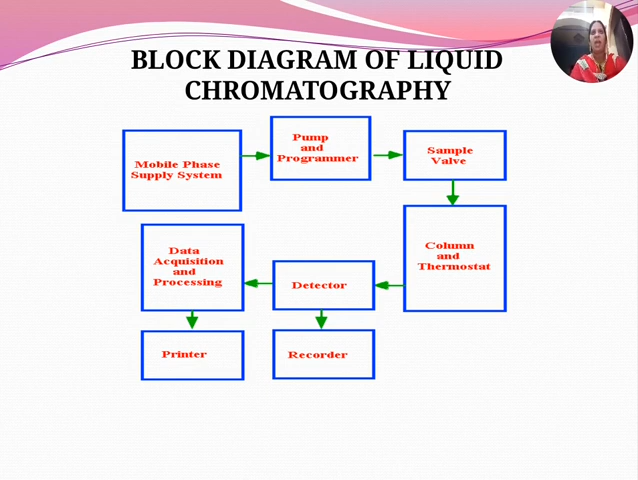 BLOCK DIAGRAM OF LIQUID
CHROMATOGRAPHY
Mobile Phase
Supply System
Pump
and
Programmer
Sample
Valve
Column
and
Thermostat
Detector
Data
Acquisition
and
Processing
Printer
Recorder